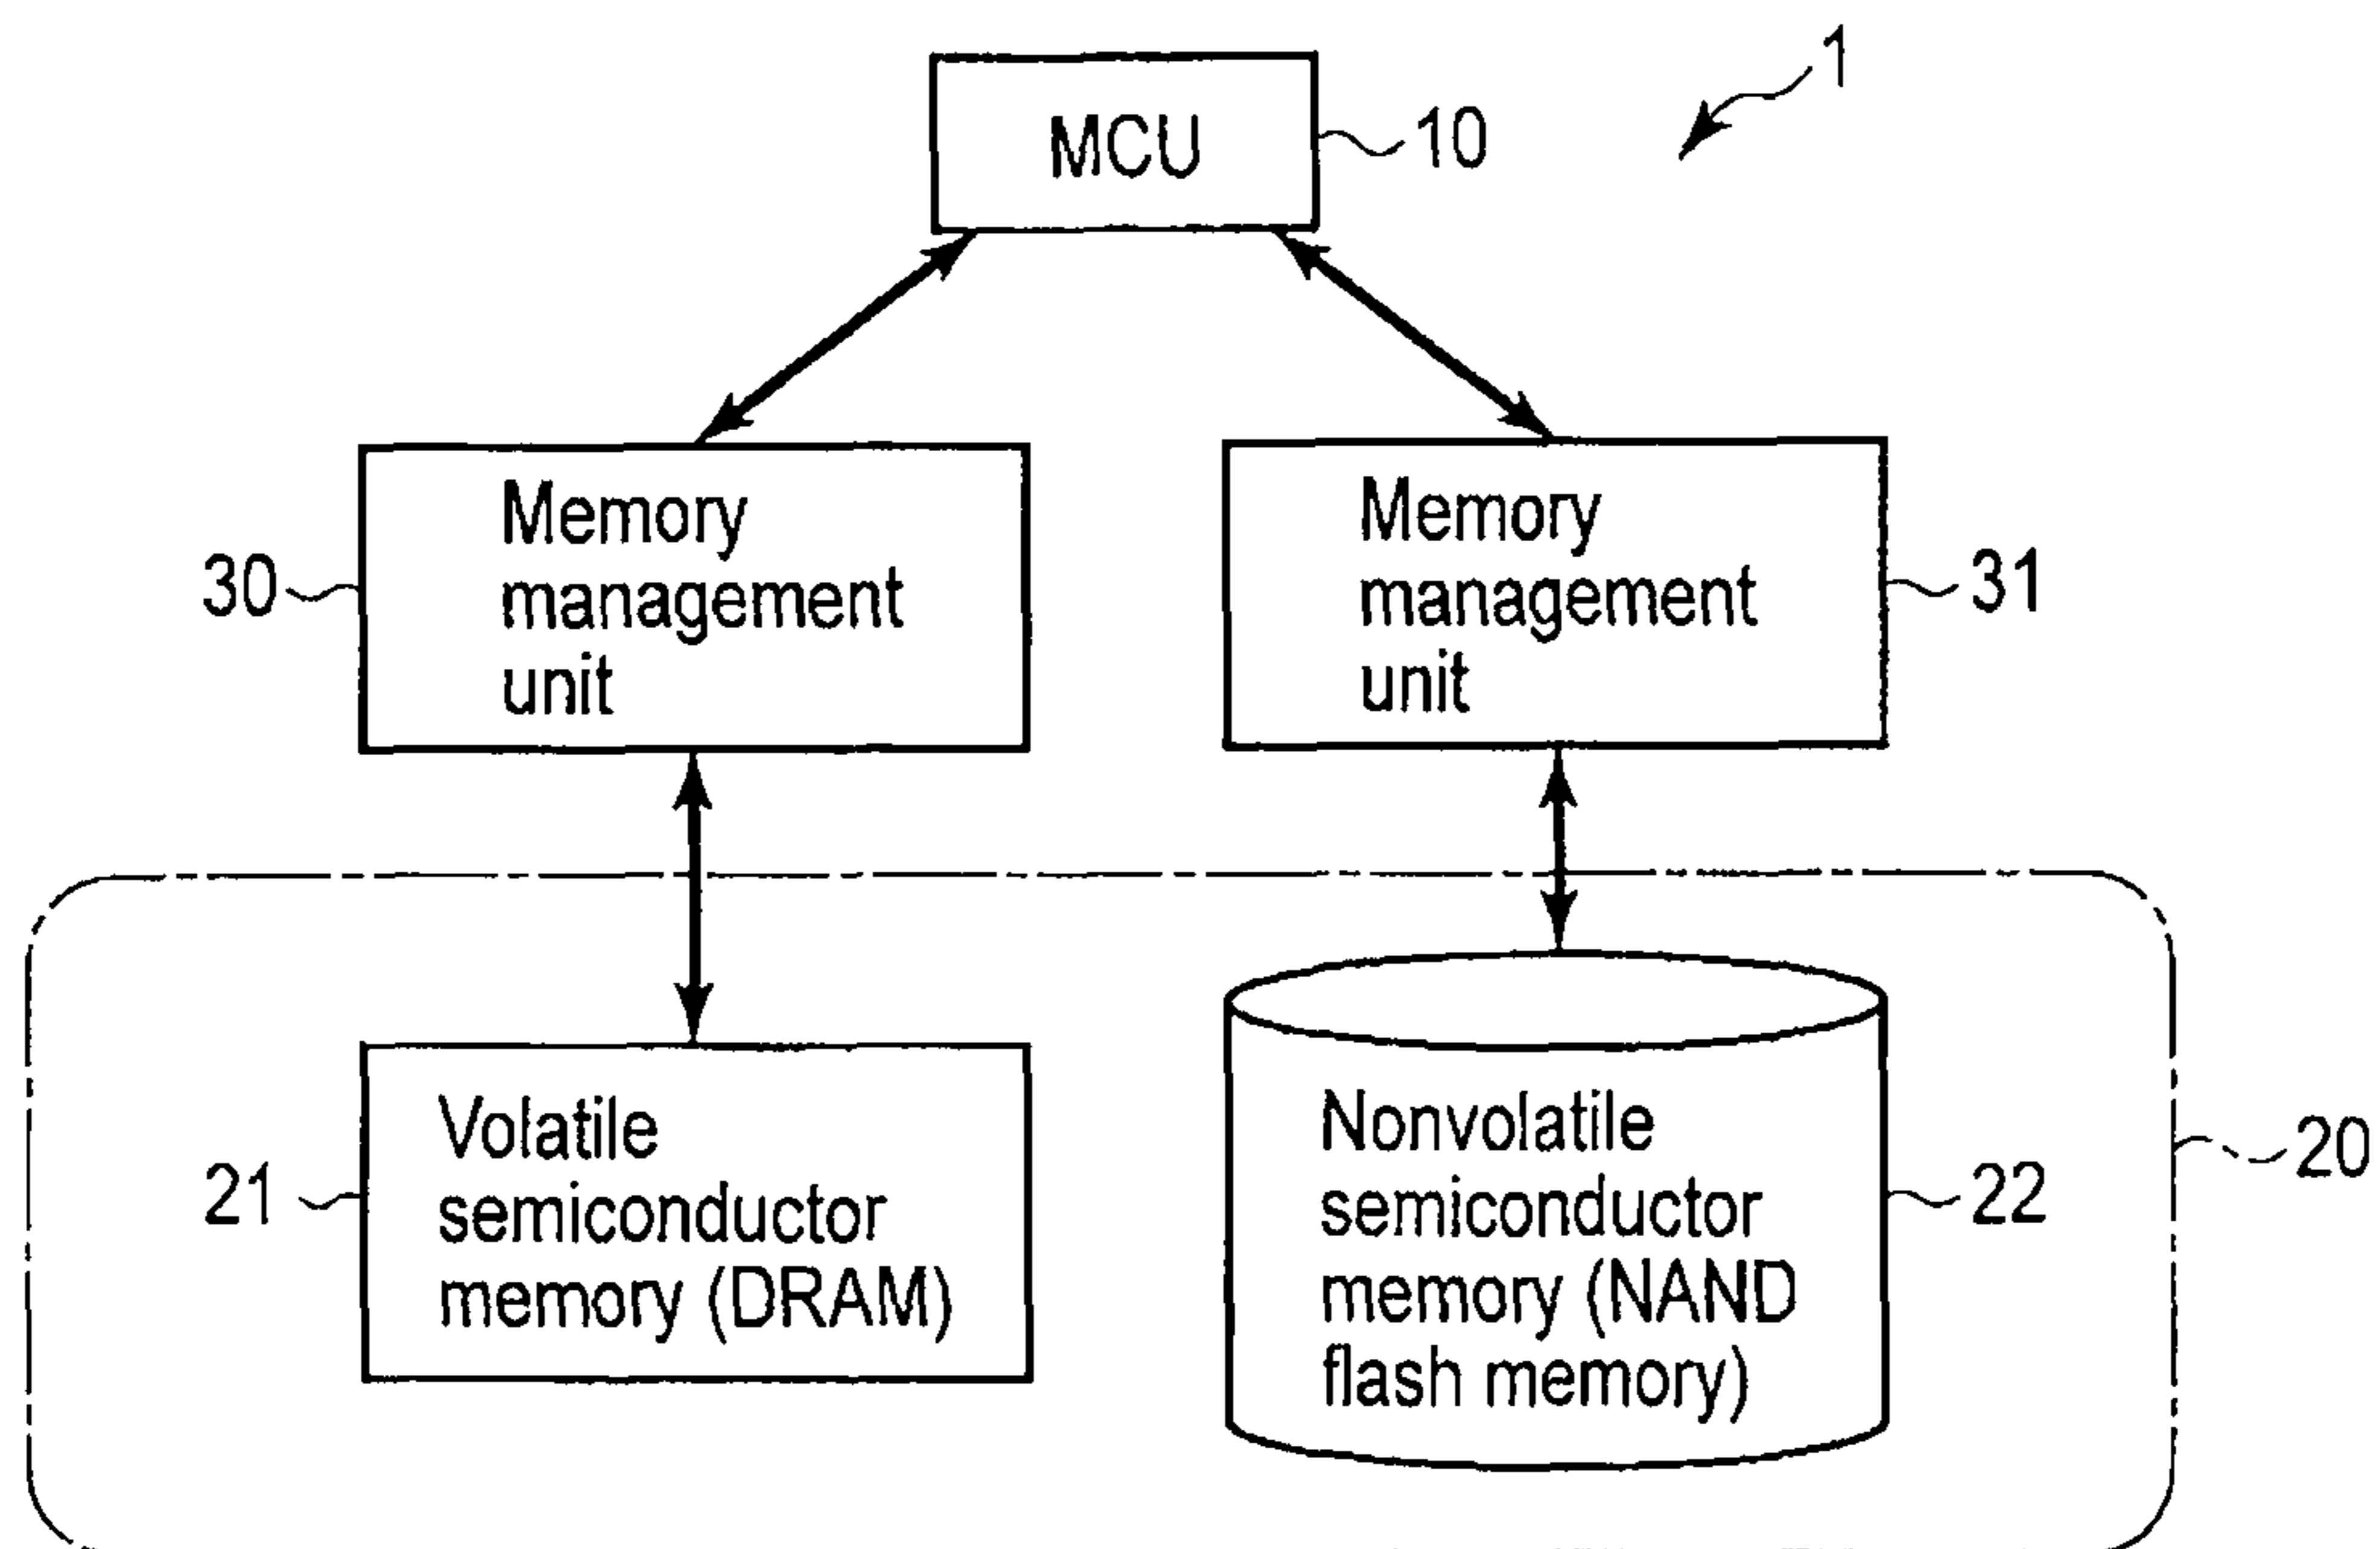 1
MCU
10
Memory
management
unit
30
Memory
management
unit
31
Volatile
semiconductor
memory (DRAM)
21
Nonvolatile
semiconductor
memory (NAND
flash memory)
22
20